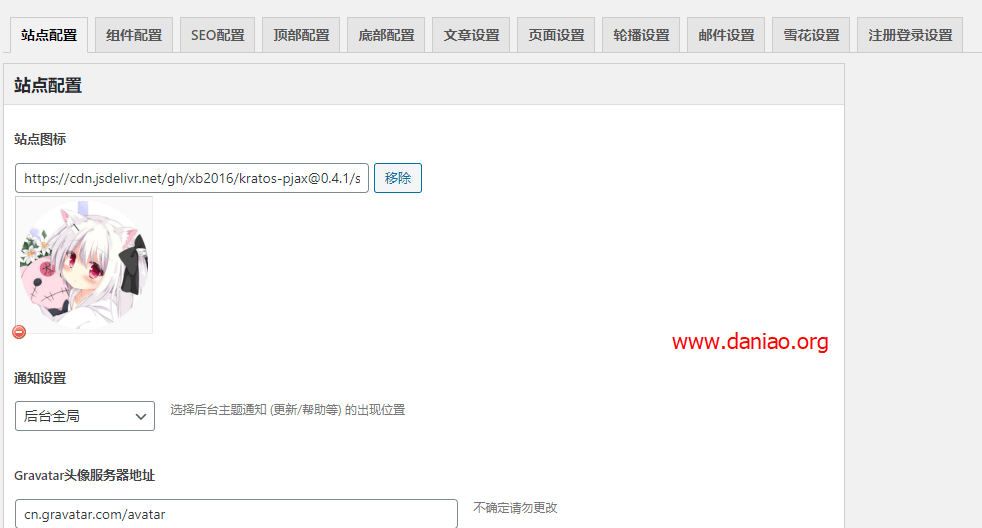 站点配置 组件配置 SEO配置 顶部配置 底部配置 文章设置 页面设置 轮播设置 邮件设置 雪花设置 注册登录设置
站点配置
站点图标
https://cdn.jsdelivr.net/gh/xb2016/kratos-pjax@0.4.1/s 移除
www.daniao.org
通知设置
后台全局 选择后台主题通知 (更新/帮助等) 的出现位置
Gravatar头像服务器地址
cn.gravatar.com/avatar 不确定请勿更改